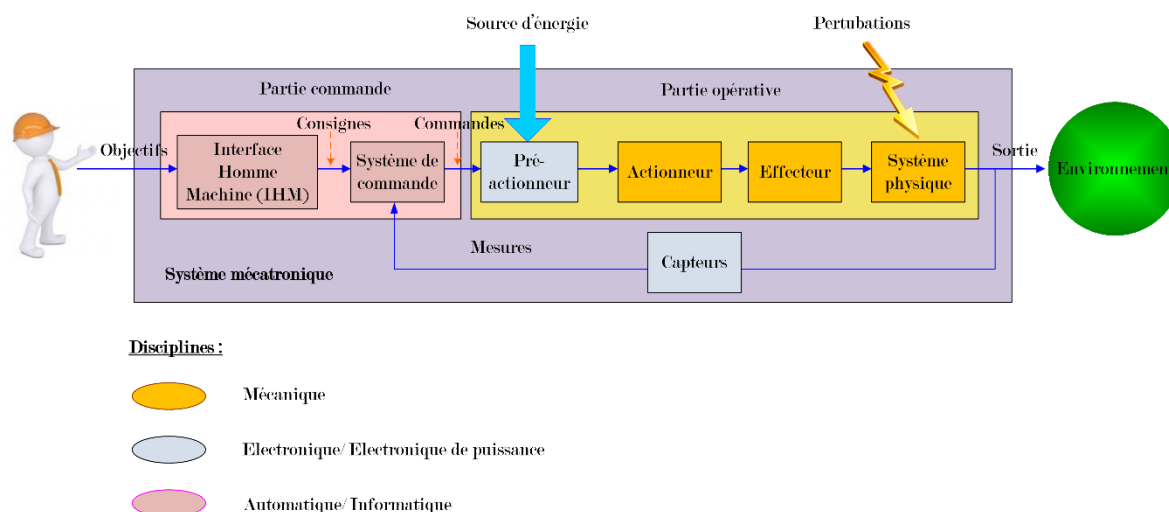 Source d'énergie
Pertubations
Partie commande
Partie opérative
Consignes
Commandes
Objectifs
Interface
Homme
Machine (IHM)
Système de
commande
Pré-
actionneur
Actionneur
Effecteur
Système
physique
Sortie
Environnement
Mesures
Capteurs
Système mécatronique
Disciplines :
Mécanique
Electronique/ Electronique de puissance
Automatique/ Informatique